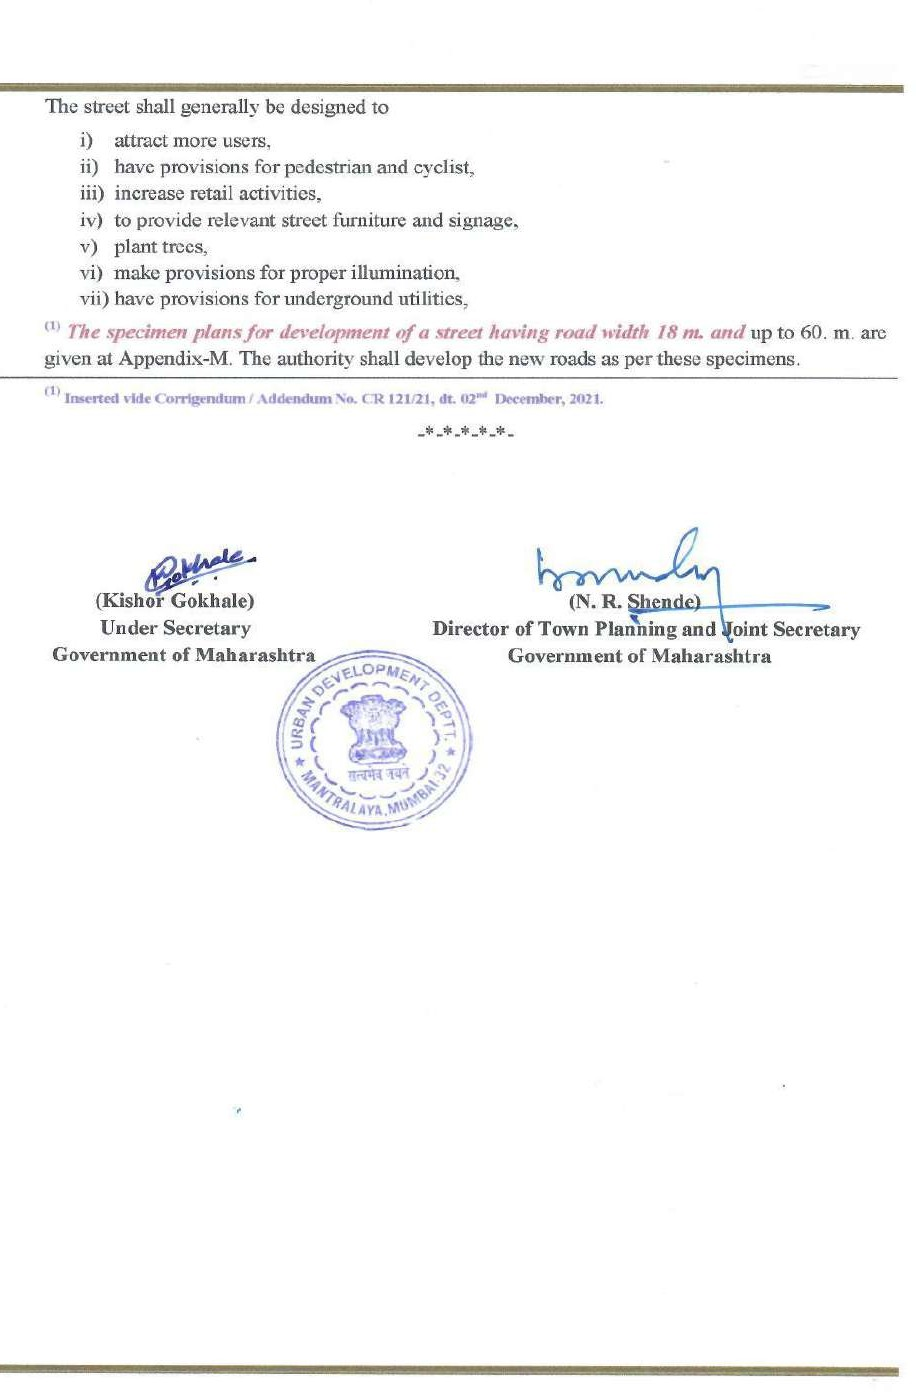 The street shall generally be designed to
i) attract more users,
ii) have provisions for pedestrian and cyclist,
iii) increase retail activities,
iv) to provide relevant street furniture and signage,
v) plant trees,
vi) make provisions for proper illumination,
vii) have provisions for underground utilities,
(1) The specimen plans for development of a street having road width 18 m. and up to 60. m. are
given at Appendix-M. The authority shall develop the new roads as per these specimens.
(1) Inserted vide Corrigendum / Addendum No. CR 121/21, dt. 02nd December, 2021.
-*-*-*-*-*-
Gokhale
(Kishor Gokhale)
Under Secretary
Government of Maharashtra
(N. R. Shende)
Director of Town Planning and Joint Secretary
Government of Maharashtra
URBAN DEVELOPMENT DEPTT.
सत्यमेव जयते
★ MANTRALAYA, MUMBAI-32 ★